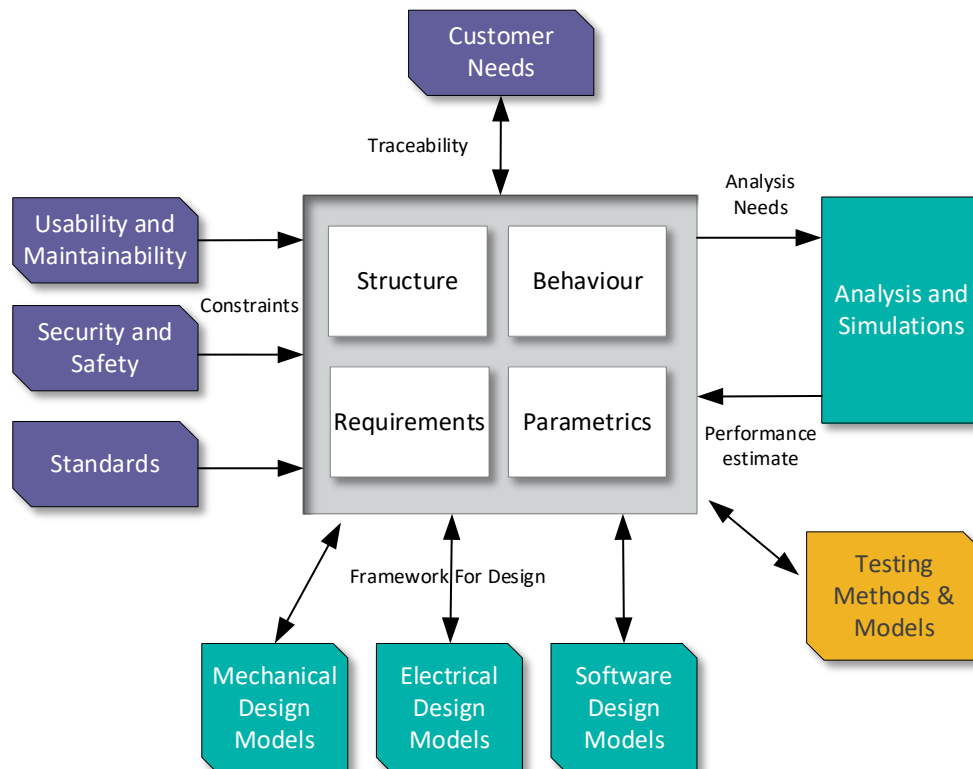 Customer
Needs
Traceability
Analysis
Needs
Usability and
Maintainability
Structure
Behaviour
Analysis and
Simulations
Constraints
Security and
Safety
Requirements
Parametrics
Performance
estimate
Standards
Framework For Design
Testing
Methods &
Models
Mechanical
Design
Models
Electrical
Design
Models
Software
Design
Models